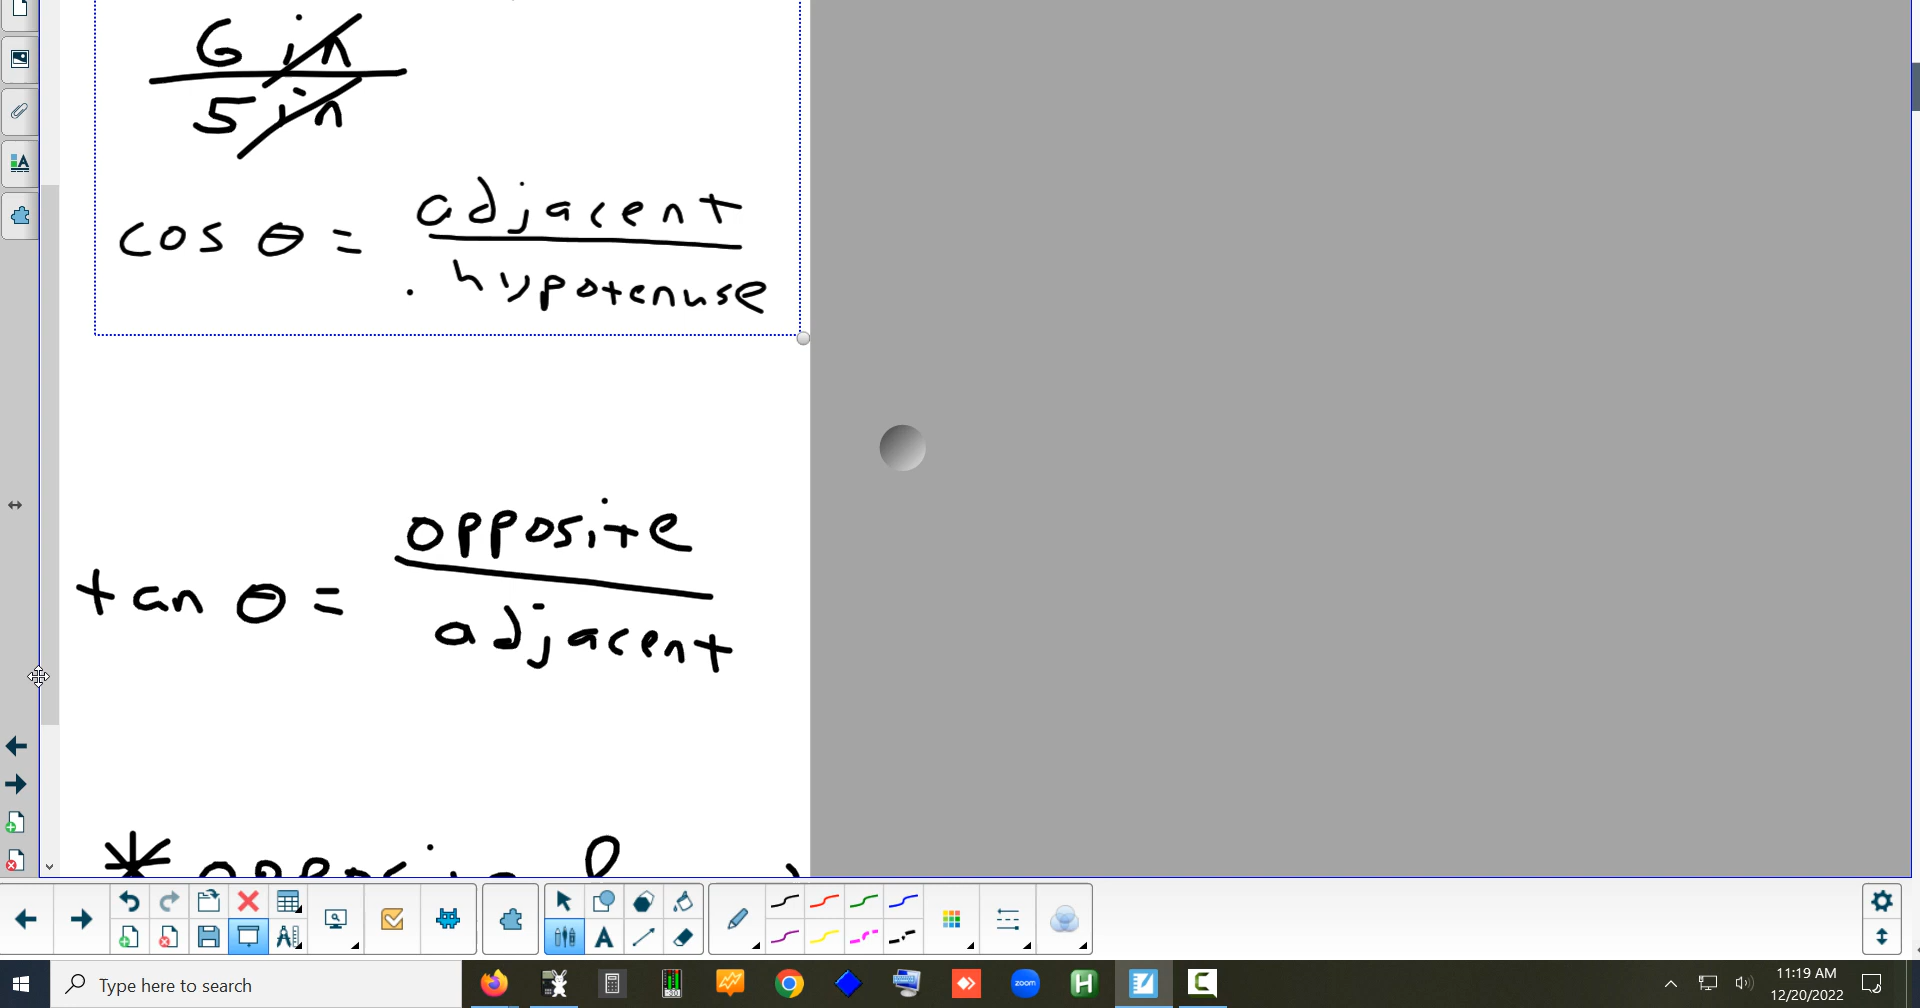 6 in
5 in
cos θ = adjacent
hypotenuse
opposite
tan θ =
adjacent
*
A
Type here to search
zoom
H
C
11:19 AM
12/20/2022